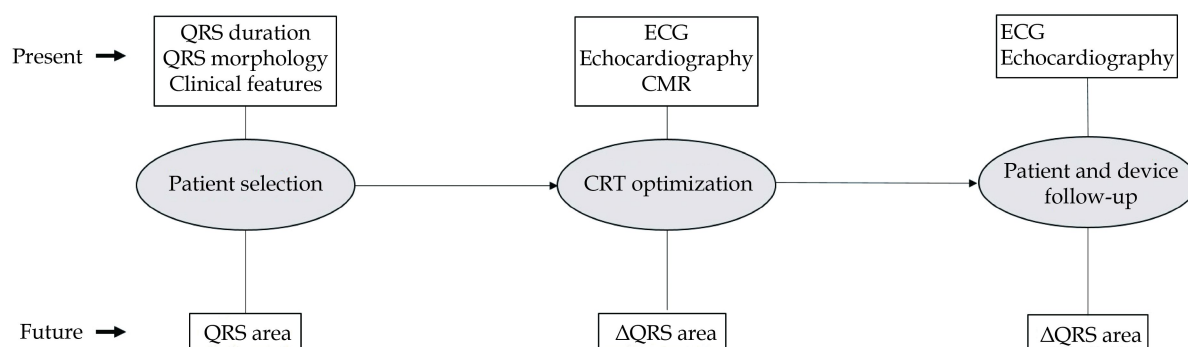 Present
QRS duration
QRS morphology
Clinical features
ECG
Echocardiography
CMR
ECG
Echocardiography
Patient selection
CRT optimization
Patient and device
follow-up
Future
QRS area
ΔQRS area
ΔQRS area